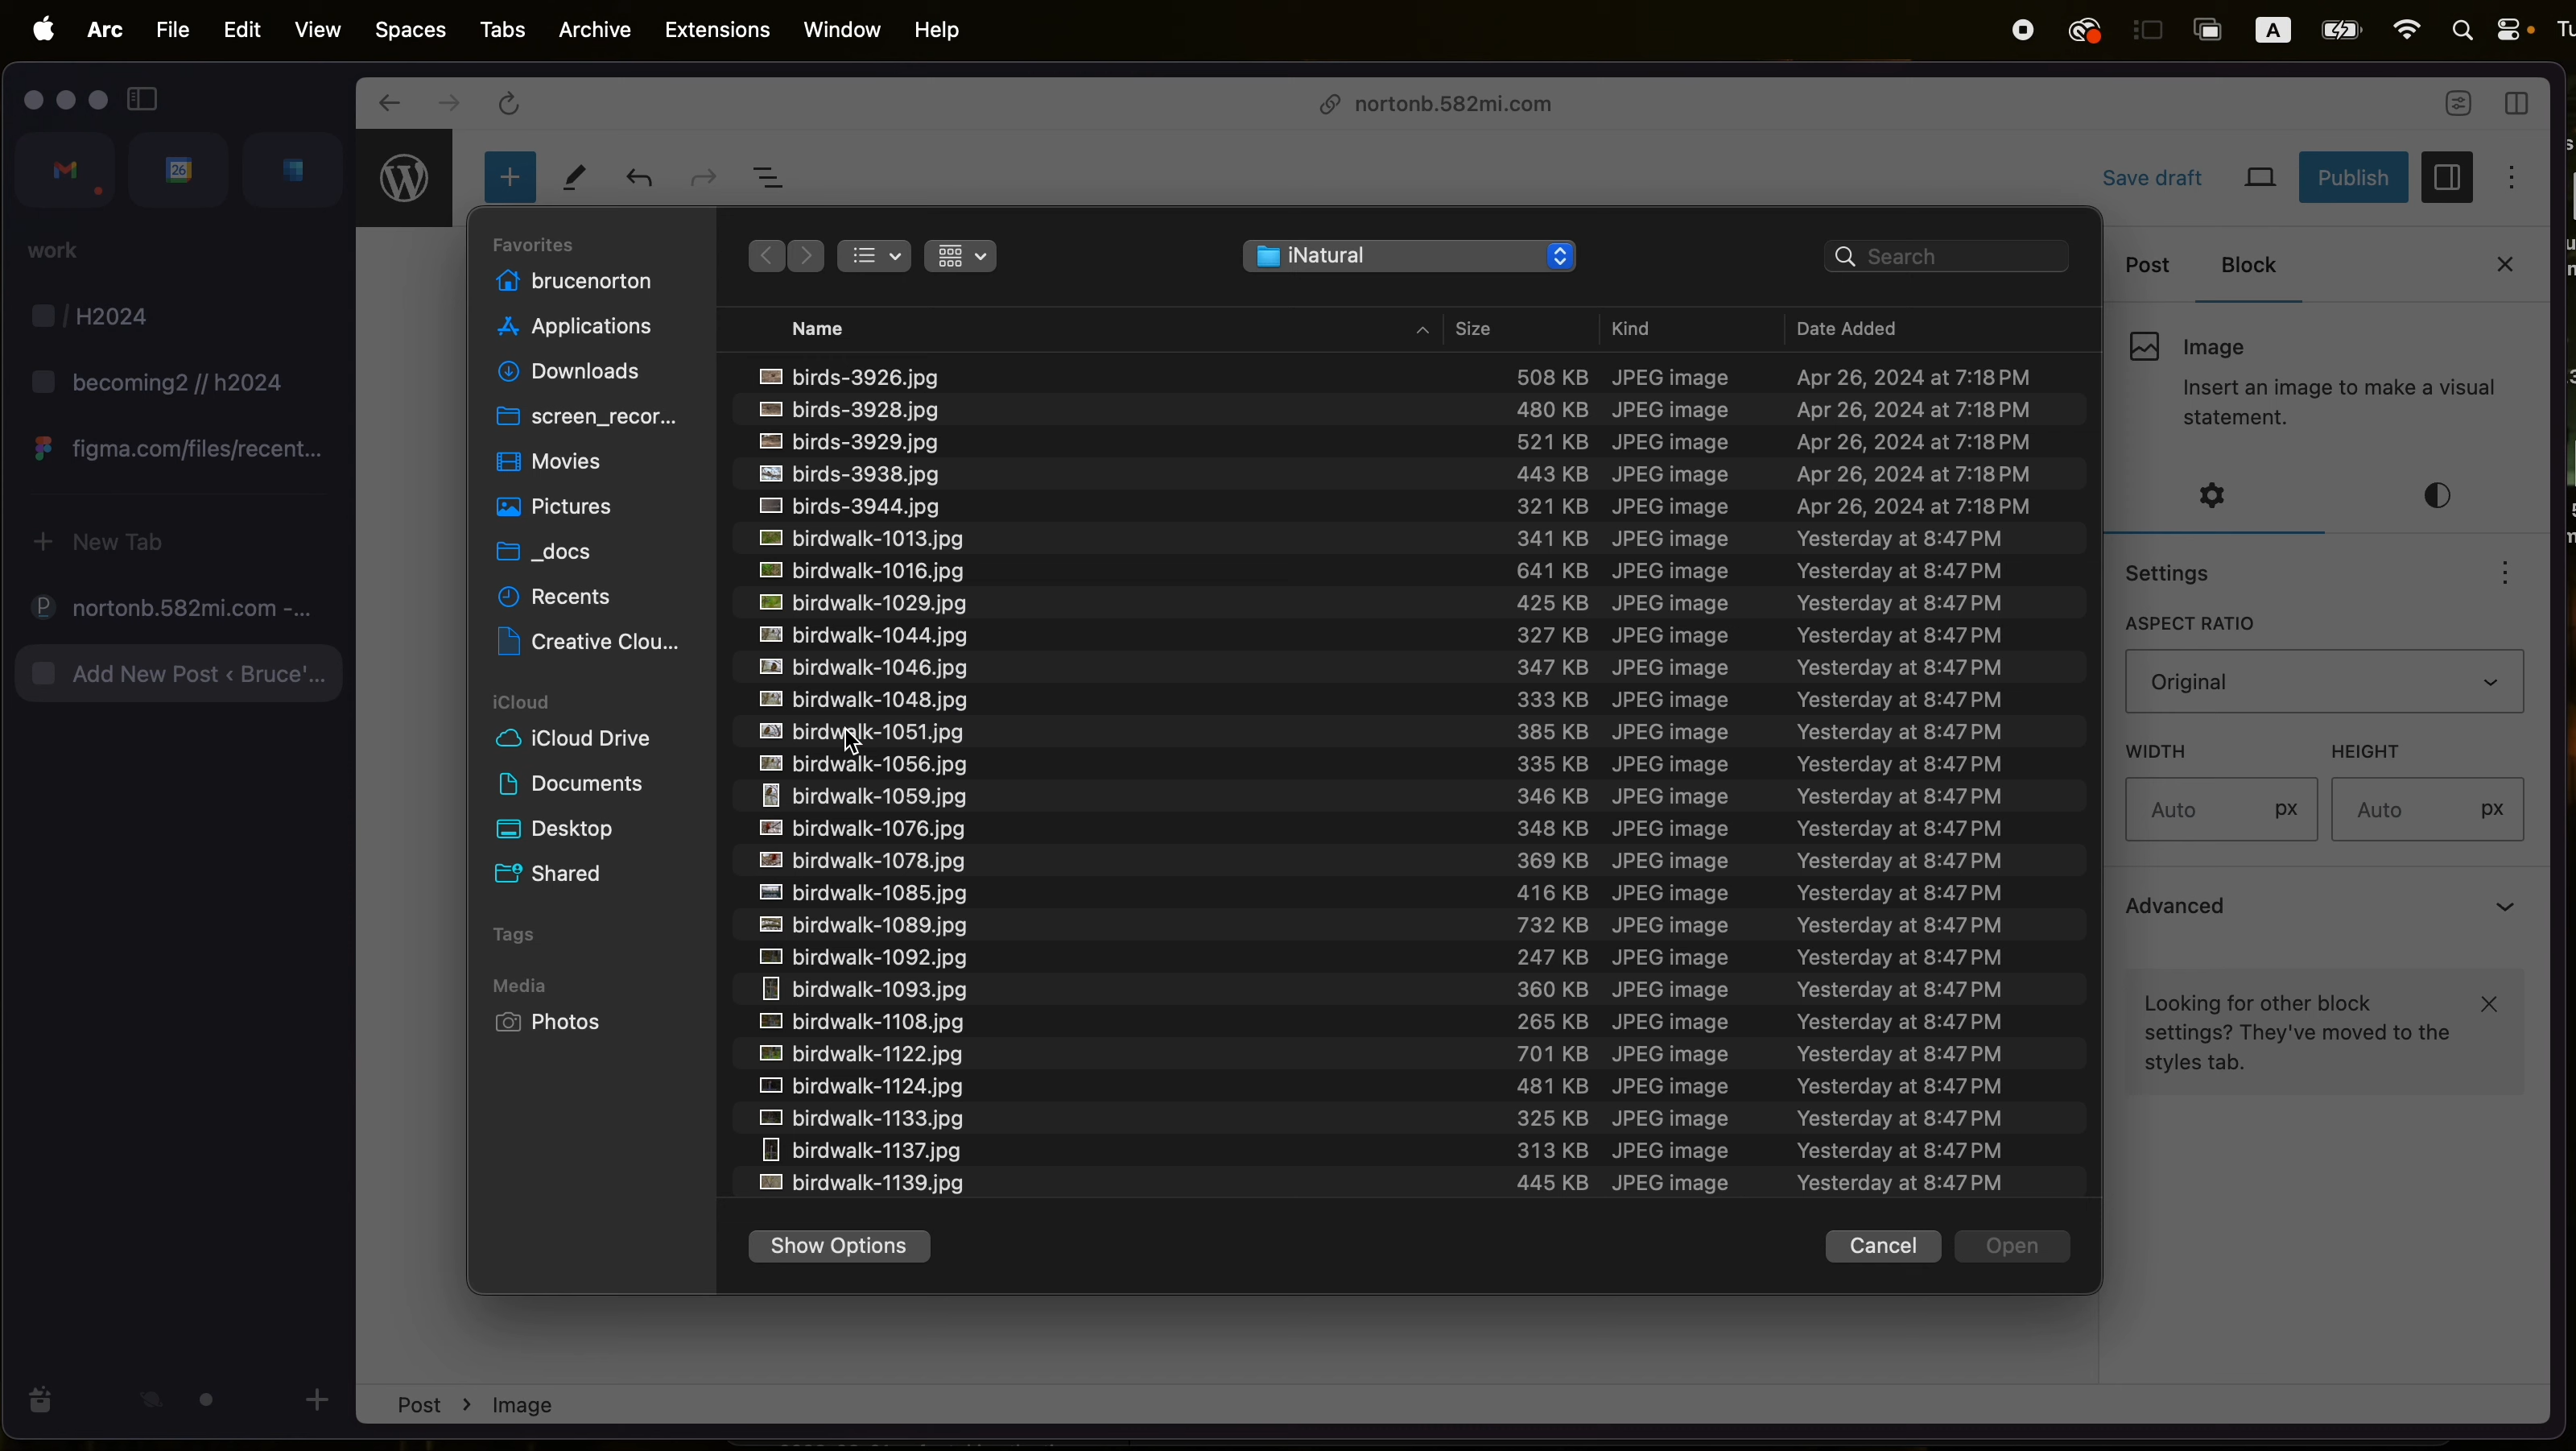 Arc File Edit View Spaces Tabs Archive Extensions Window Help A Tu
26
nortonb.582mi.com
work
/ H2024
becoming2 // h2024
figma.com/files/recent...
+ New Tab
nortonb.582mi.com -...
Add New Post ‹ Bruce'...
Save draft Publish
Favorites
brucenorton
Applications
Downloads
screen_recor...
Movies
Pictures
_docs
Recents
Creative Clou...
iCloud
iCloud Drive
Documents
Desktop
Shared
Tags
Media
Photos
iNatural Search
Name Size Kind Date Added
birds-3926.jpg 508 KB JPEG image Apr 26, 2024 at 7:18 PM
birds-3928.jpg 480 KB JPEG image Apr 26, 2024 at 7:18 PM
birds-3929.jpg 521 KB JPEG image Apr 26, 2024 at 7:18 PM
birds-3938.jpg 443 KB JPEG image Apr 26, 2024 at 7:18 PM
birds-3944.jpg 321 KB JPEG image Apr 26, 2024 at 7:18 PM
birdwalk-1013.jpg 341 KB JPEG image Yesterday at 8:47 PM
birdwalk-1016.jpg 641 KB JPEG image Yesterday at 8:47 PM
birdwalk-1029.jpg 425 KB JPEG image Yesterday at 8:47 PM
birdwalk-1044.jpg 327 KB JPEG image Yesterday at 8:47 PM
birdwalk-1046.jpg 347 KB JPEG image Yesterday at 8:47 PM
birdwalk-1048.jpg 333 KB JPEG image Yesterday at 8:47 PM
birdwalk-1051.jpg 385 KB JPEG image Yesterday at 8:47 PM
birdwalk-1056.jpg 335 KB JPEG image Yesterday at 8:47 PM
birdwalk-1059.jpg 346 KB JPEG image Yesterday at 8:47 PM
birdwalk-1076.jpg 348 KB JPEG image Yesterday at 8:47 PM
birdwalk-1078.jpg 369 KB JPEG image Yesterday at 8:47 PM
birdwalk-1085.jpg 416 KB JPEG image Yesterday at 8:47 PM
birdwalk-1089.jpg 732 KB JPEG image Yesterday at 8:47 PM
birdwalk-1092.jpg 247 KB JPEG image Yesterday at 8:47 PM
birdwalk-1093.jpg 360 KB JPEG image Yesterday at 8:47 PM
birdwalk-1108.jpg 265 KB JPEG image Yesterday at 8:47 PM
birdwalk-1122.jpg 701 KB JPEG image Yesterday at 8:47 PM
birdwalk-1124.jpg 481 KB JPEG image Yesterday at 8:47 PM
birdwalk-1133.jpg 325 KB JPEG image Yesterday at 8:47 PM
birdwalk-1137.jpg 313 KB JPEG image Yesterday at 8:47 PM
birdwalk-1139.jpg 445 KB JPEG image Yesterday at 8:47 PM
Show Options Cancel Open
Post Block
Image
Insert an image to make a visual
statement.
Settings
ASPECT RATIO
Original
WIDTH HEIGHT
Auto px Auto px
Advanced
Looking for other block
settings? They've moved to the
styles tab.
Post › Image